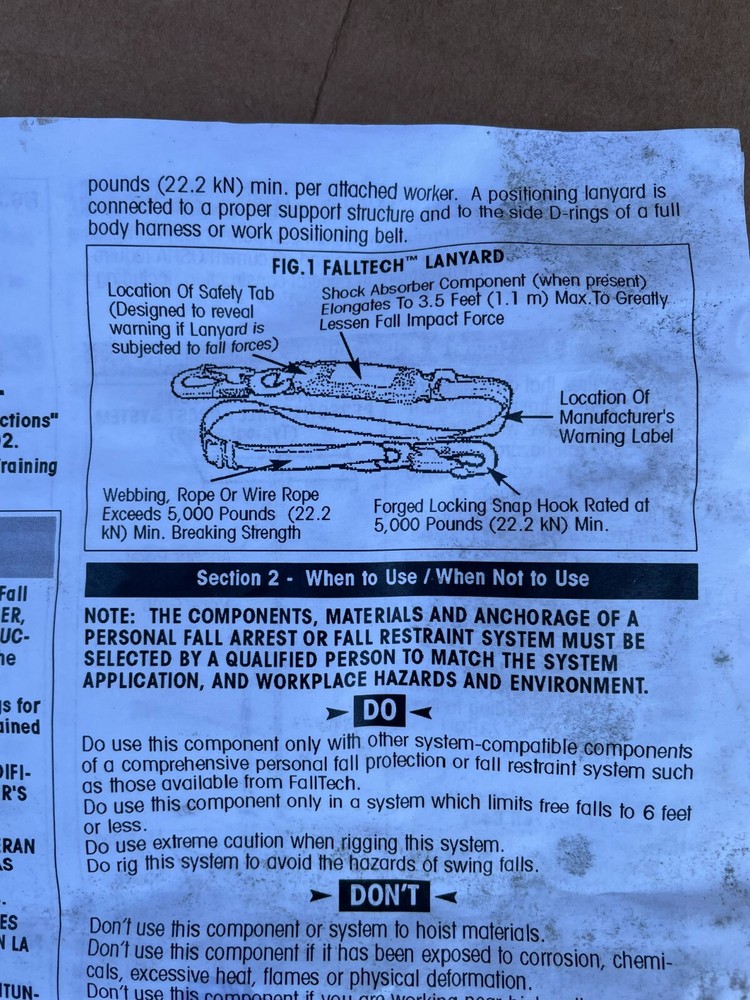 pounds (22.2 kN) min. per attached worker. A positioning lanyard is
connected to a proper support structure and to the side D-rings of a full
body harness or work positioning belt.
FIG.1 FALLTECH™ LANYARD
Location Of Safety Tab
(Designed to reveal
warning if Lanyard is
subjected to fall forces)
Shock Absorber Component (when present)
Elongates To 3.5 Feet (1.1 m) Max.To Greatly
Lessen Fall Impact Force
Location Of
Manufacturer's
Warning Label
Webbing, Rope Or Wire Rope
Exceeds 5,000 Pounds (22.2
kN) Min. Breaking Strength
Forged Locking Snap Hook Rated at
5,000 Pounds (22.2 kN) Min.
Section 2 - When to Use / When Not to Use
NOTE: THE COMPONENTS, MATERIALS AND ANCHORAGE OF A
PERSONAL FALL ARREST OR FALL RESTRAINT SYSTEM MUST BE
SELECTED BY A QUALIFIED PERSON TO MATCH THE SYSTEM
APPLICATION, AND WORKPLACE HAZARDS AND ENVIRONMENT.
DO
Do use this component only with other system-compatible components
of a comprehensive personal fall protection or fall restraint system such
as those available from FallTech.
Do use this component only in a system which limits free falls to 6 feet
or less.
Do use extreme caution when rigging this system.
Do rig this system to avoid the hazards of swing falls.
DON'T
Don't use this component or system to hoist materials.
Don't use this component if it has been exposed to corrosion, chemi-
cals, excessive heat, flames or physical deformation.
Don't use this component if you are working near
ctions"
2.
raining
Fall
ER,
UC-
he
gs for
ained
DIFI-
R'S
ERAN
AS
ES
N LA
ITUN-